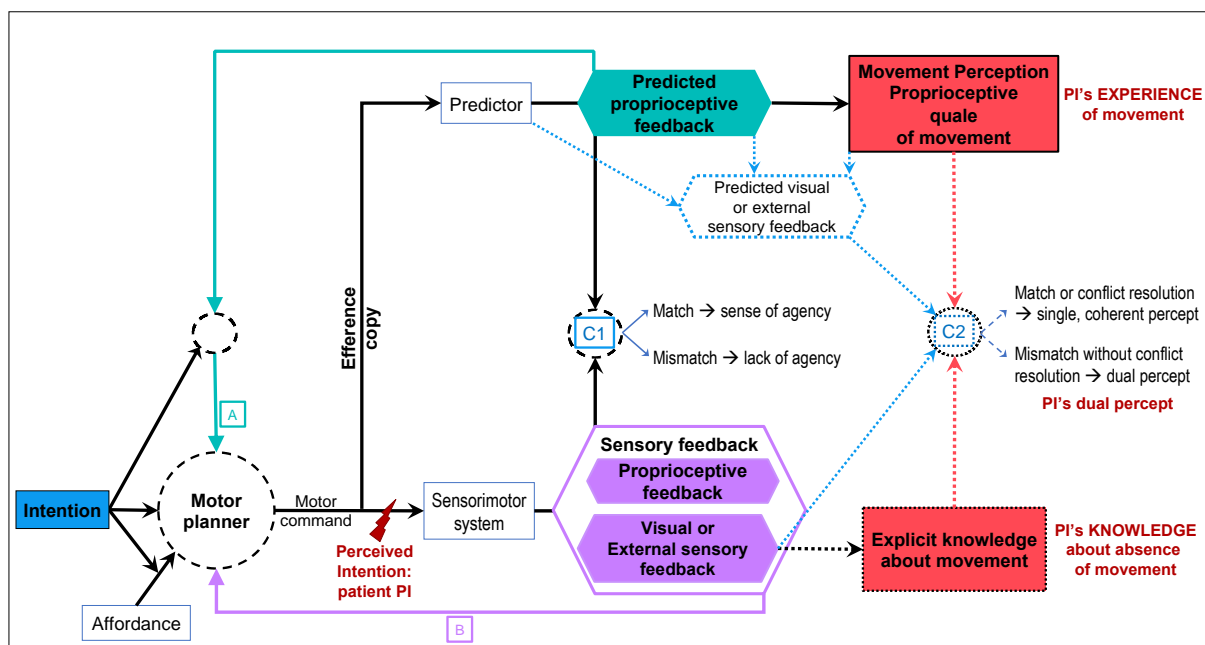 Predictor
Predicted
proprioceptive
feedback
Movement Perception
Proprioceptive
quale
of movement
PI's EXPERIENCE
of movement
Predicted visual
or external
sensory feedback
Efference
copy
C1
Match → sense of agency
Mismatch → lack of agency
C2
Match or conflict resolution
→ single, coherent percept
Mismatch without conflict
resolution → dual percept
PI's dual percept
A
Intention
Motor
planner
Motor
command
Perceived
Intention:
patient PI
Sensorimotor
system
Sensory feedback
Proprioceptive
feedback
Visual or
External sensory
feedback
Explicit knowledge
about movement
PI's KNOWLEDGE
about absence
of movement
Affordance
B